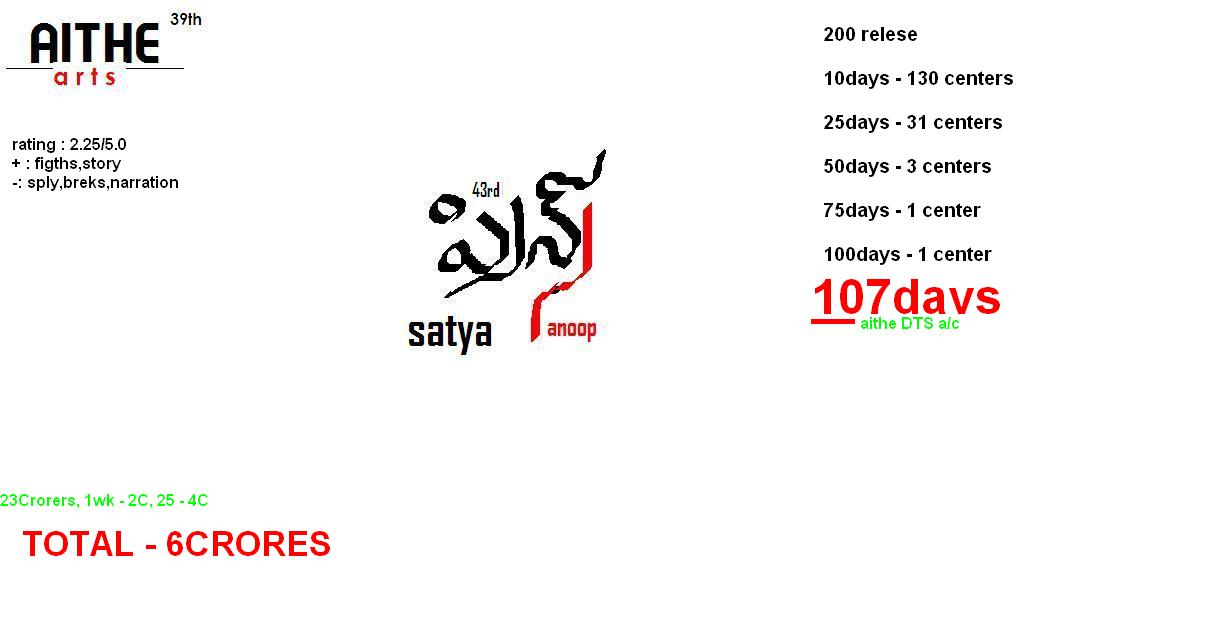 39th
AITHE
arts
rating : 2.25/5.0
+ : figths,story
-: sply,breks,narration
43rd
ప్రిన్స్
satya
anoop
200 relese
10days - 130 centers
25days - 31 centers
50days - 3 centers
75days - 1 center
100days - 1 center
107days
aithe DTS a/c
23Crorers, 1wk - 2C, 25 - 4C
TOTAL - 6CRORES